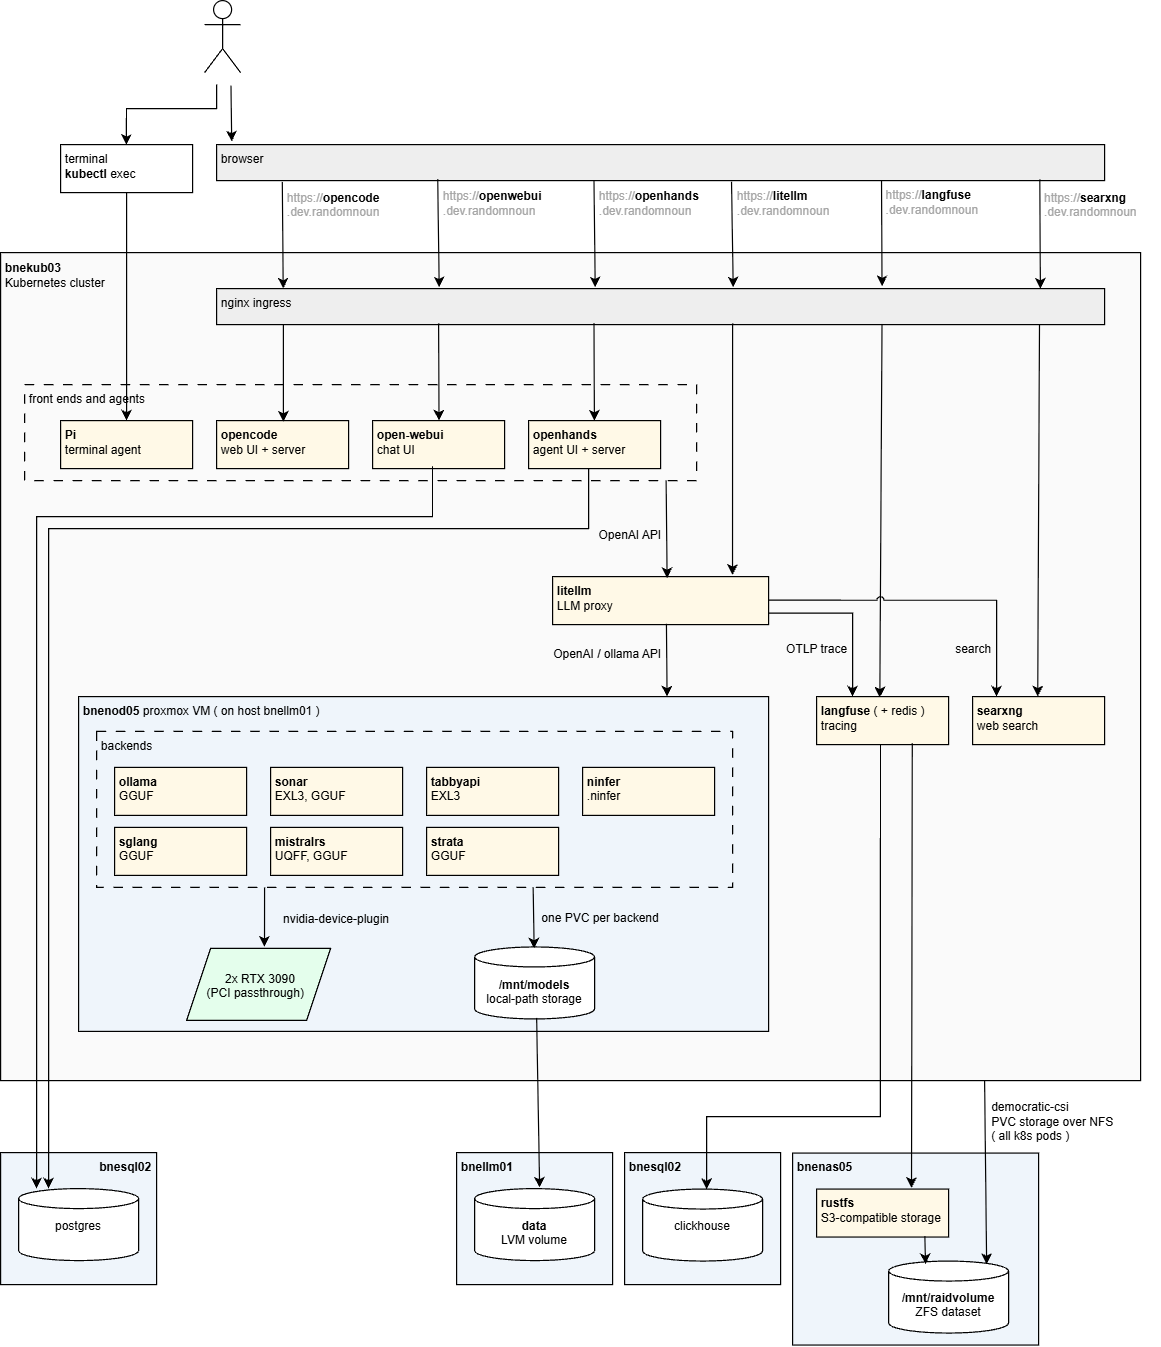 terminal
kubectl exec
browser
https://opencode
.dev.randomnoun
https://openwebui
.dev.randomnoun
https://openhands
.dev.randomnoun
https://litellm
.dev.randomnoun
https://langfuse
.dev.randomnoun
https://searxng
.dev.randomnoun
bnekub03
Kubernetes cluster
nginx ingress
front ends and agents
Pi
terminal agent
opencode
web UI + server
open-webui
chat UI
openhands
agent UI + server
OpenAI API
litellm
LLM proxy
OpenAI / ollama API
OTLP trace
search
langfuse ( + redis )
tracing
searxng
web search
bnenod05 proxmox VM ( on host bnellm01 )
backends
ollama
GGUF
sonar
EXL3, GGUF
tabbyapi
EXL3
ninfer
.ninfer
sglang
GGUF
mistralrs
UQFF, GGUF
strata
GGUF
nvidia-device-plugin
one PVC per backend
2x RTX 3090
(PCI passthrough)
/mnt/models
local-path storage
democratic-csi
PVC storage over NFS
( all k8s pods )
bnesql02
postgres
bnellm01
data
LVM volume
bnesql02
clickhouse
bnenas05
rustfs
S3-compatible storage
/mnt/raidvolume
ZFS dataset